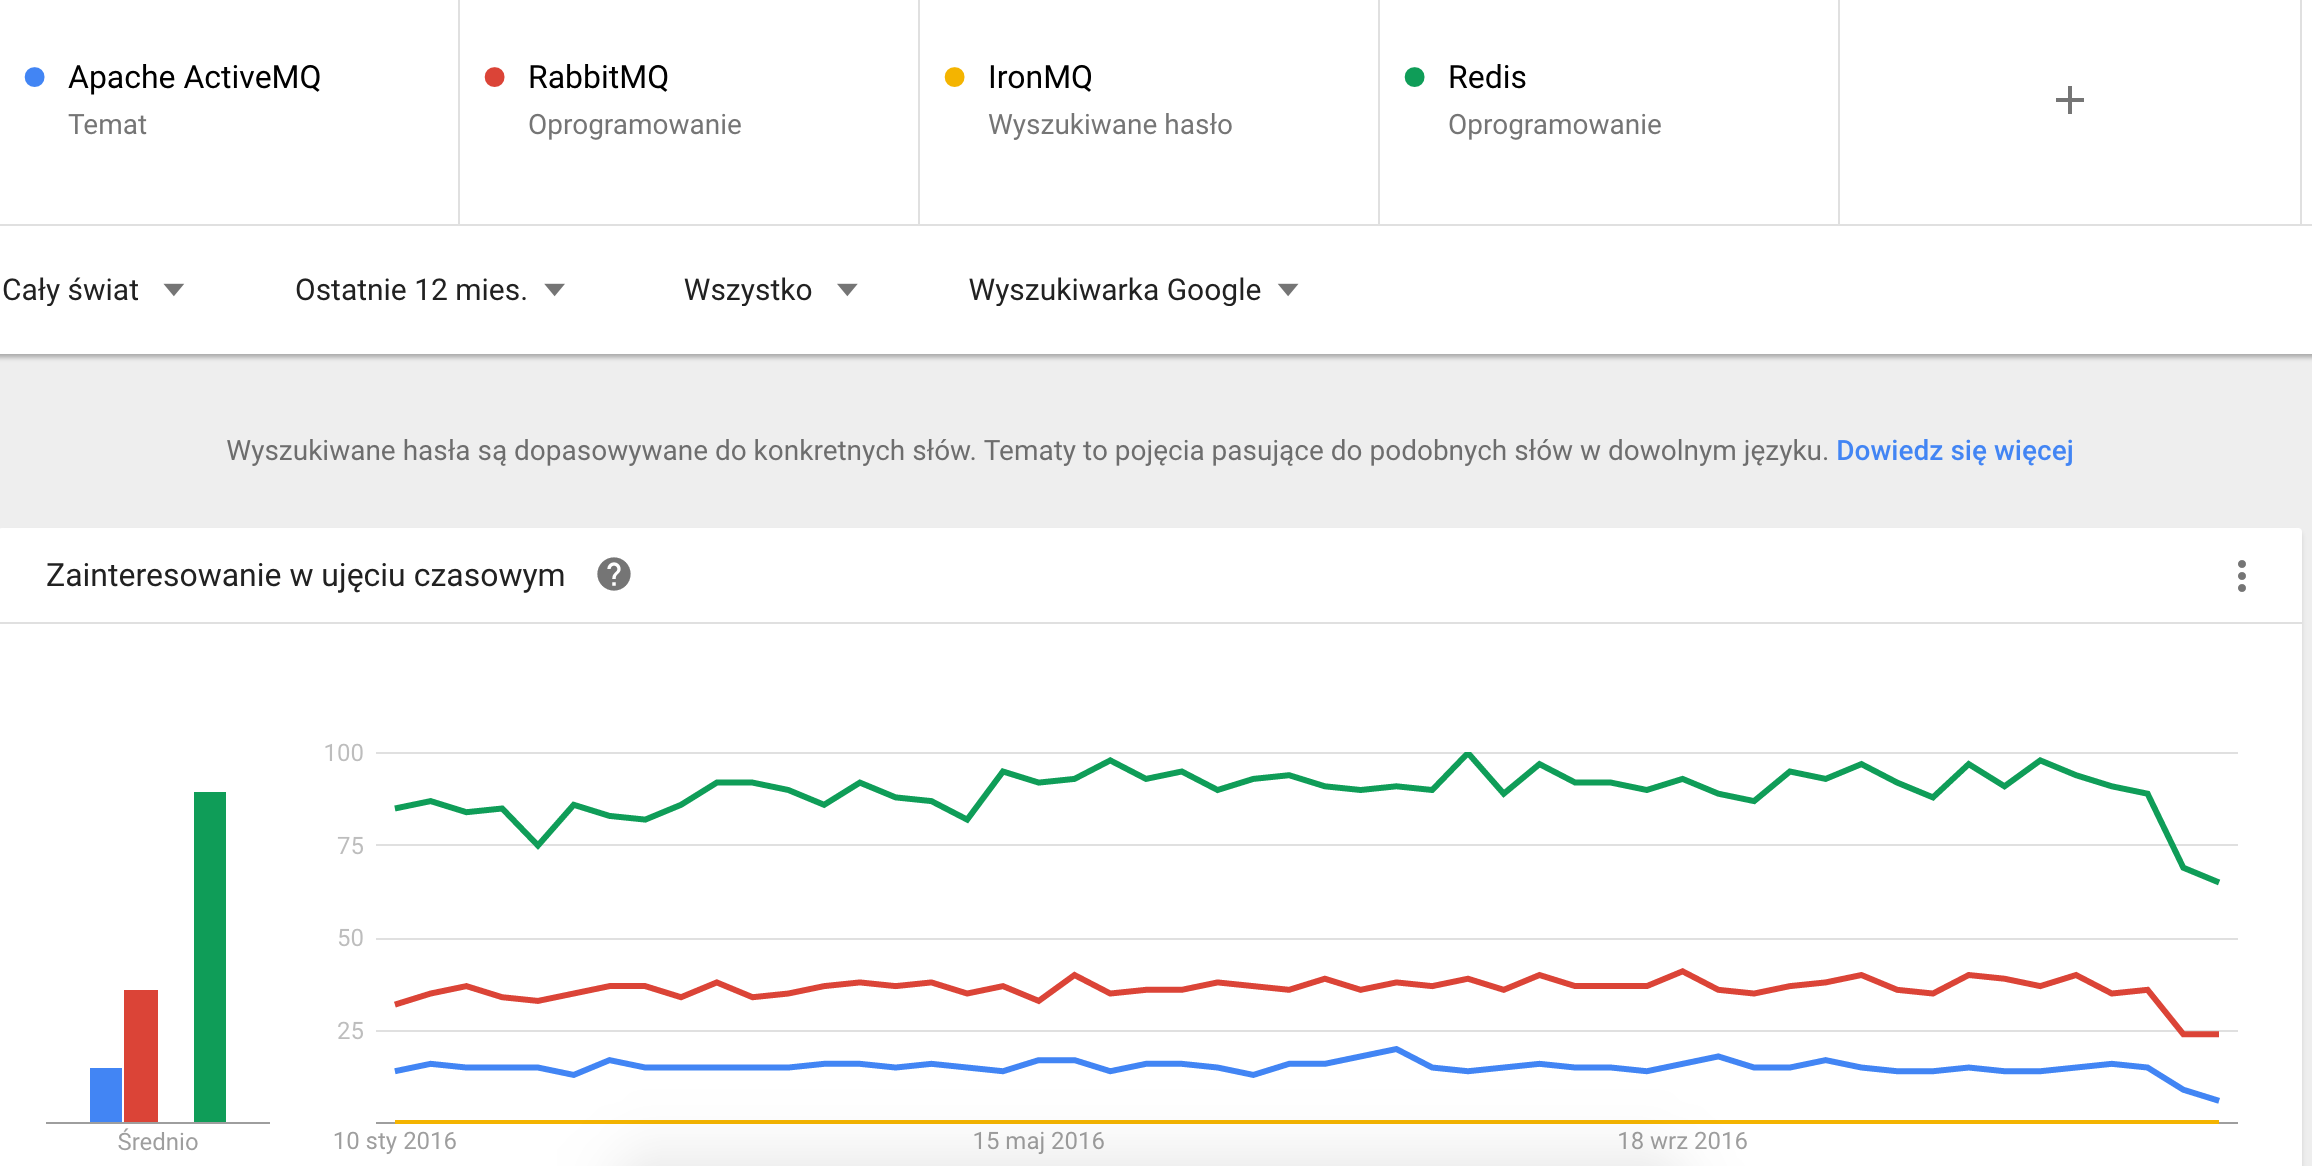 Apache ActiveMQ
Temat
RabbitMQ
Oprogramowanie
IronMQ
Wyszukiwane hasło
Redis
Oprogramowanie
+
Cały świat
Ostatnie 12 mies.
Wszystko
Wyszukiwarka Google
Wyszukiwane hasła są dopasowywane do konkretnych słów. Tematy to pojęcia pasujące do podobnych słów w dowolnym języku. Dowiedz się więcej
Zainteresowanie w ujęciu czasowym ?
100
75
50
25
Średnio
10 sty 2016
15 maj 2016
18 wrz 2016